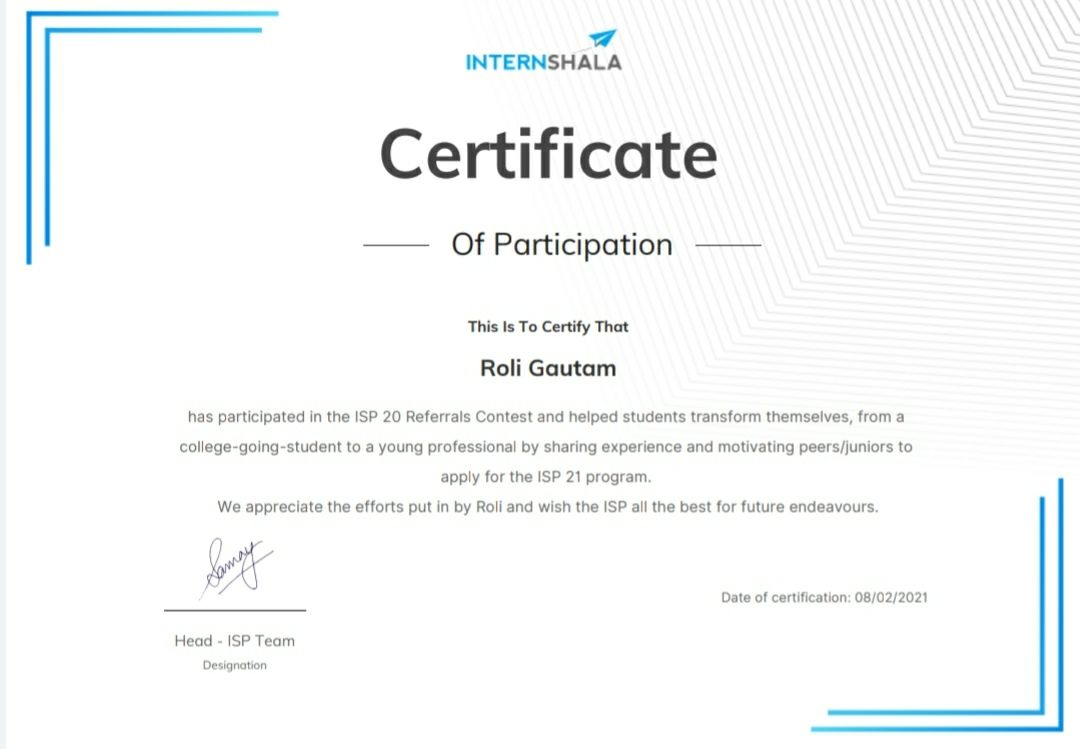 INTERNSHALA
Certificate
Of Participation
This Is To Certify That
Roli Gautam
has participated in the ISP 20 Referrals Contest and helped students transform themselves, from a
college-going-student to a young professional by sharing experience and motivating peers/juniors to
apply for the ISP 21 program.
We appreciate the efforts put in by Roli and wish the ISP all the best for future endeavours.
Samay
Date of certification: 08/02/2021
Head - ISP Team
Designation